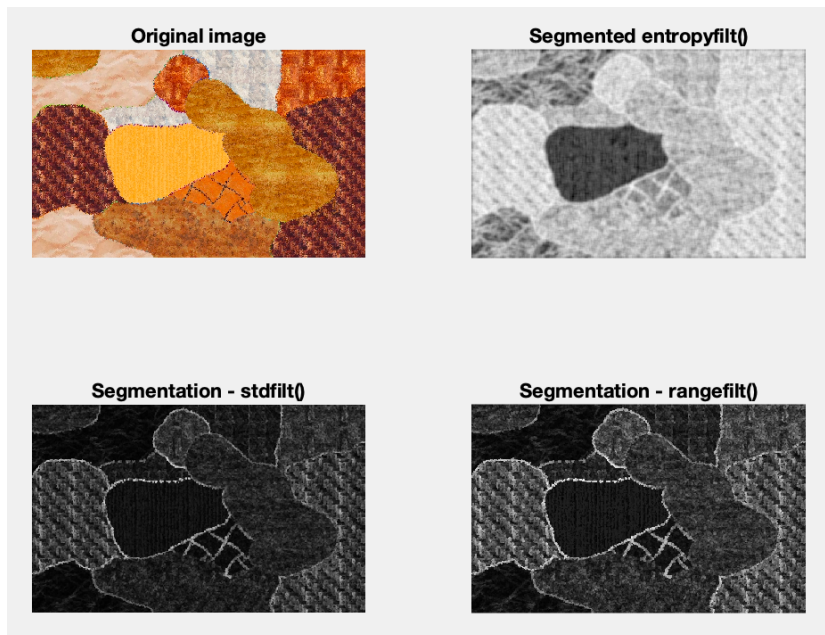 Original image
Segmented entropyfilt()
Segmentation - stdfilt()
Segmentation - rangefilt()